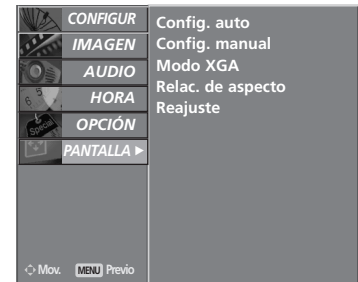 CONFIGUR
IMAGEN
AUDIO
HORA
OPCIÓN
PANTALLA ►
Config. auto
Config. manual
Modo XGA
Relac. de aspecto
Reajuste
Mov. MENU Previo